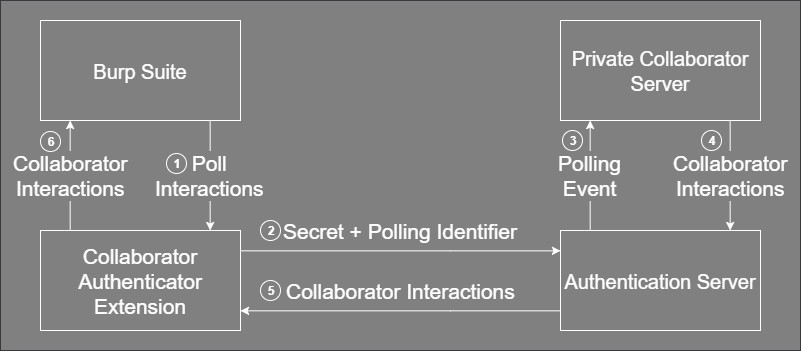 Burp Suite
Private Collaborator
Server
6
Collaborator
Interactions
1 Poll
Interactions
3
Polling
Event
4
Collaborator
Interactions
2 Secret + Polling Identifier
Collaborator
Authenticator
Extension
Authentication Server
5 Collaborator Interactions